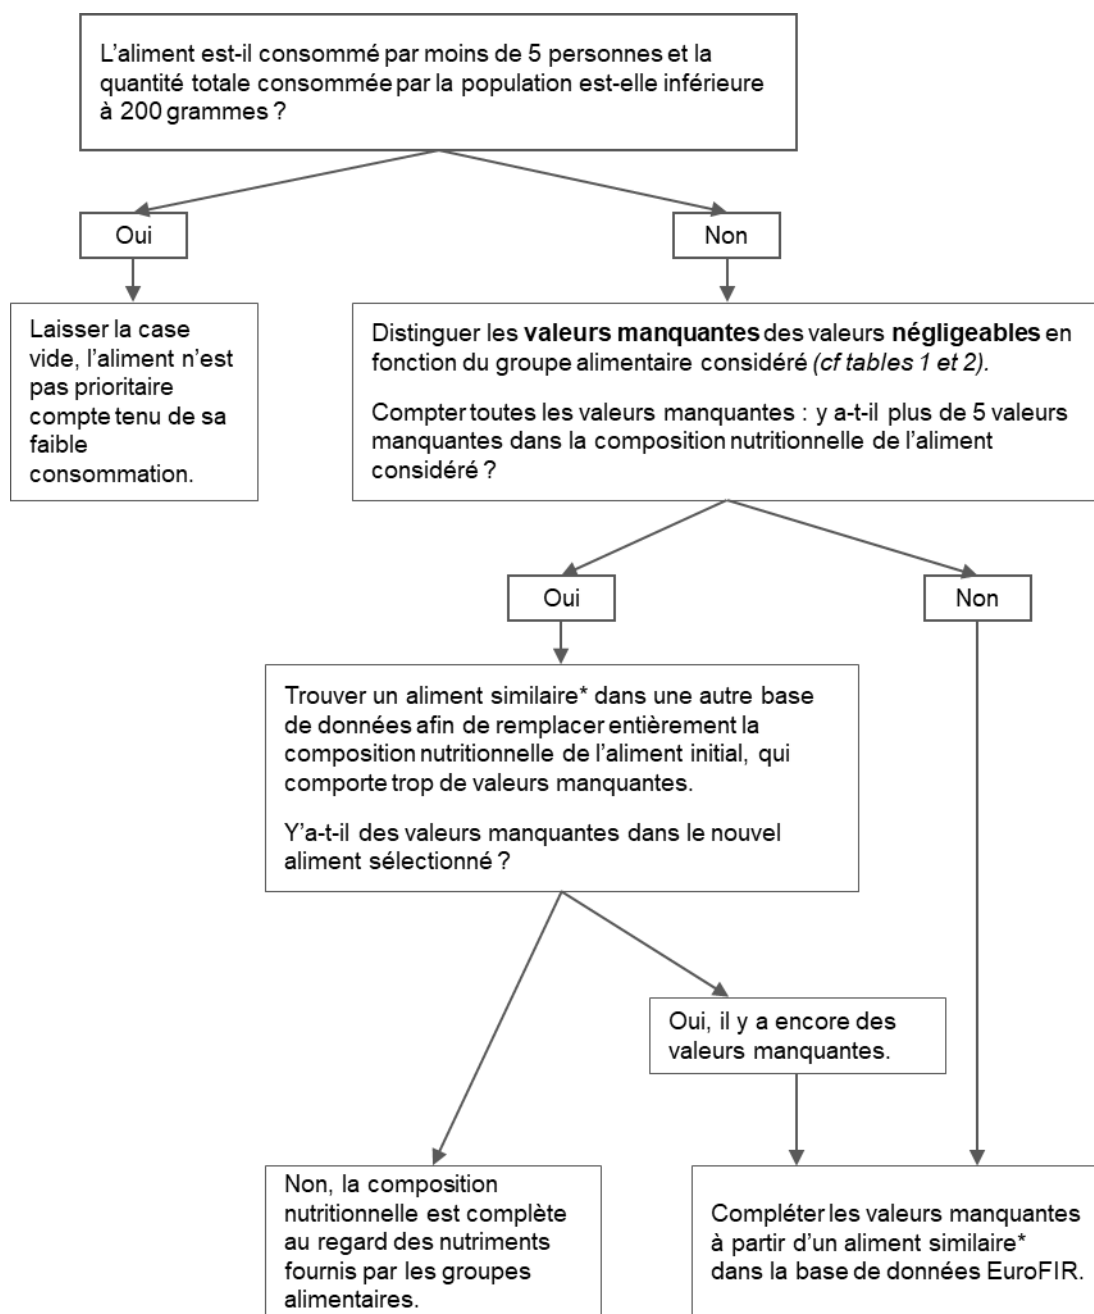 L'aliment est-il consommé par moins de 5 personnes et la
quantité totale consommée par la population est-elle inférieure
à 200 grammes ?
Oui
Non
Laisser la case
vide, l'aliment n'est
pas prioritaire
compte tenu de sa
faible
consommation.
Distinguer les valeurs manquantes des valeurs négligeables en
fonction du groupe alimentaire considéré (cf tables 1 et 2).
Compter toutes les valeurs manquantes : y a-t-il plus de 5 valeurs
manquantes dans la composition nutritionnelle de l'aliment
considéré ?
Oui
Non
Trouver un aliment similaire* dans une autre base
de données afin de remplacer entièrement la
composition nutritionnelle de l'aliment initial, qui
comporte trop de valeurs manquantes.
Y'a-t-il des valeurs manquantes dans le nouvel
aliment sélectionné ?
Oui, il y a encore des
valeurs manquantes.
Non, la composition
nutritionnelle est complète
au regard des nutriments
fournis par les groupes
alimentaires.
Compléter les valeurs manquantes
à partir d'un aliment similaire*
dans la base de données EuroFIR.